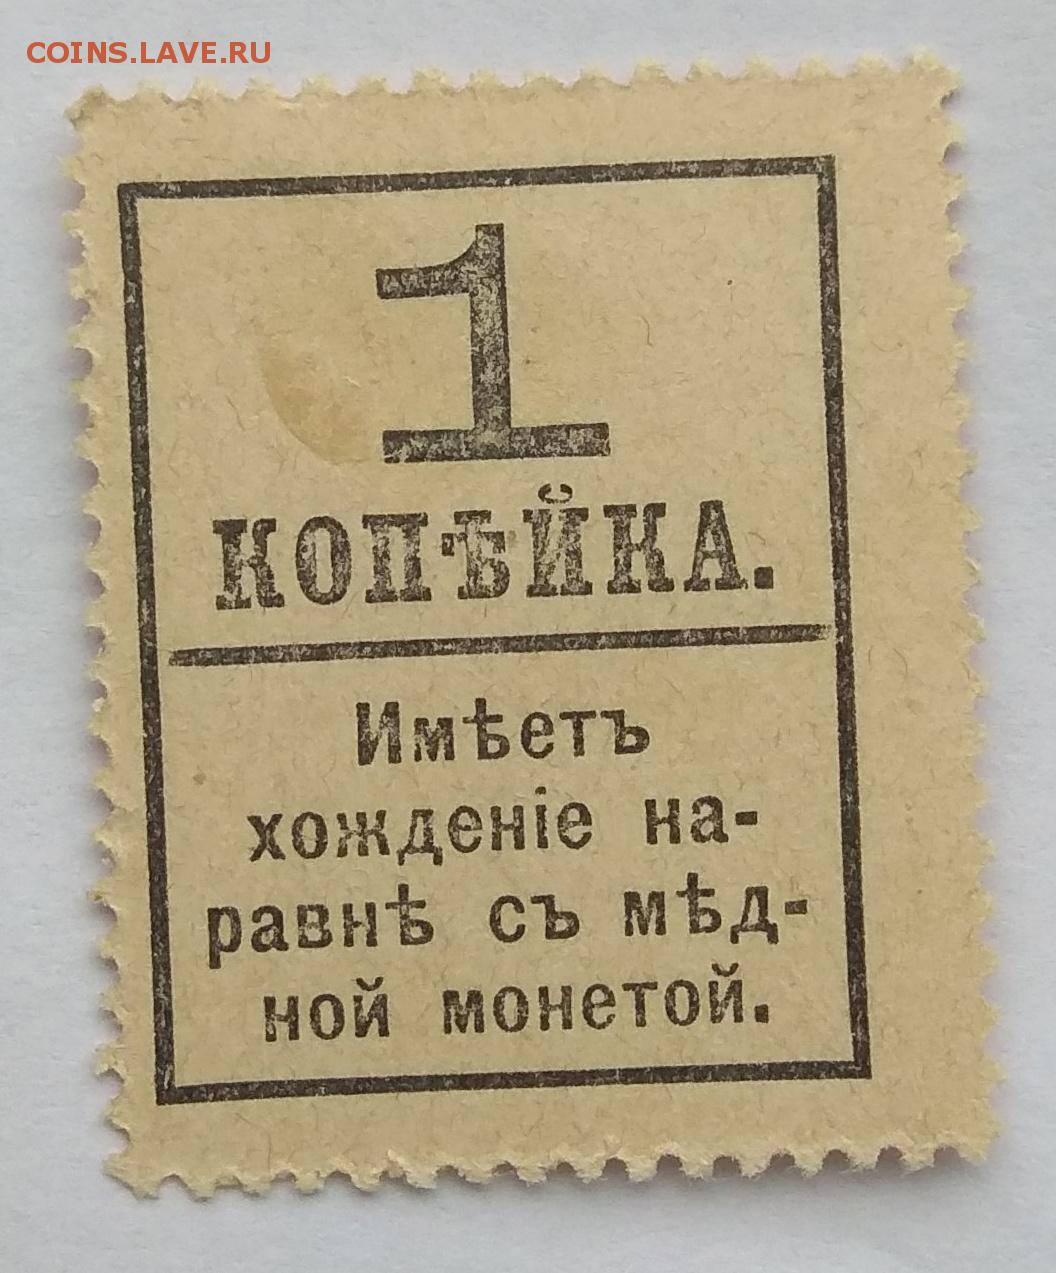 COINS.LAVE.RU
1
КОПѢЙКА.
Имѣетъ
хожденіе на-
равнѣ съ мѣд-
ной монетой.